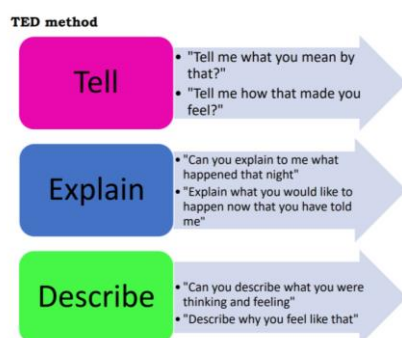 TED method
Tell
• "Tell me what you mean by
that?"
• "Tell me how that made you
feel?"
Explain
• "Can you explain to me what
happened that night"
• "Explain what you would like to
happen now that you have told
me"
Describe
• "Can you describe what you were
thinking and feeling"
• "Describe why you feel like that"